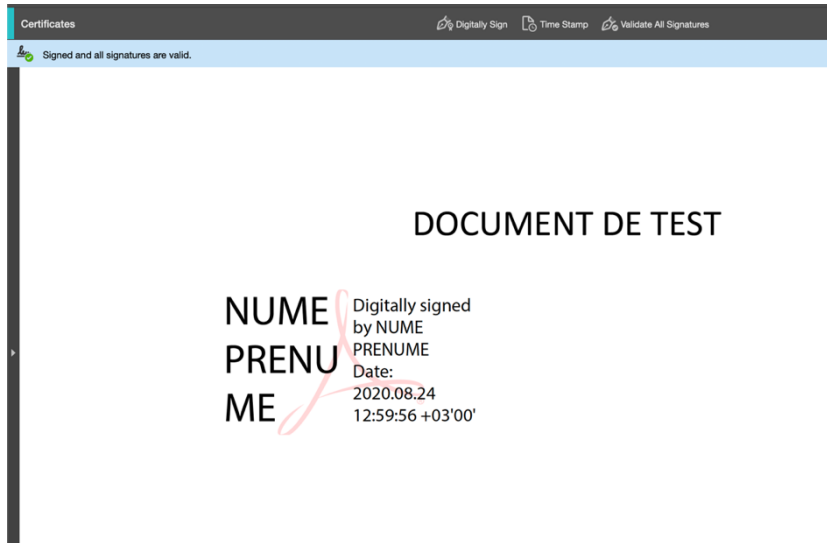 Certificates
Digitally Sign
Time Stamp
Validate All Signatures
Signed and all signatures are valid.
DOCUMENT DE TEST
NUME
PRENU
ME
Digitally signed
by NUME
PRENUME
Date:
2020.08.24
12:59:56 +03'00'